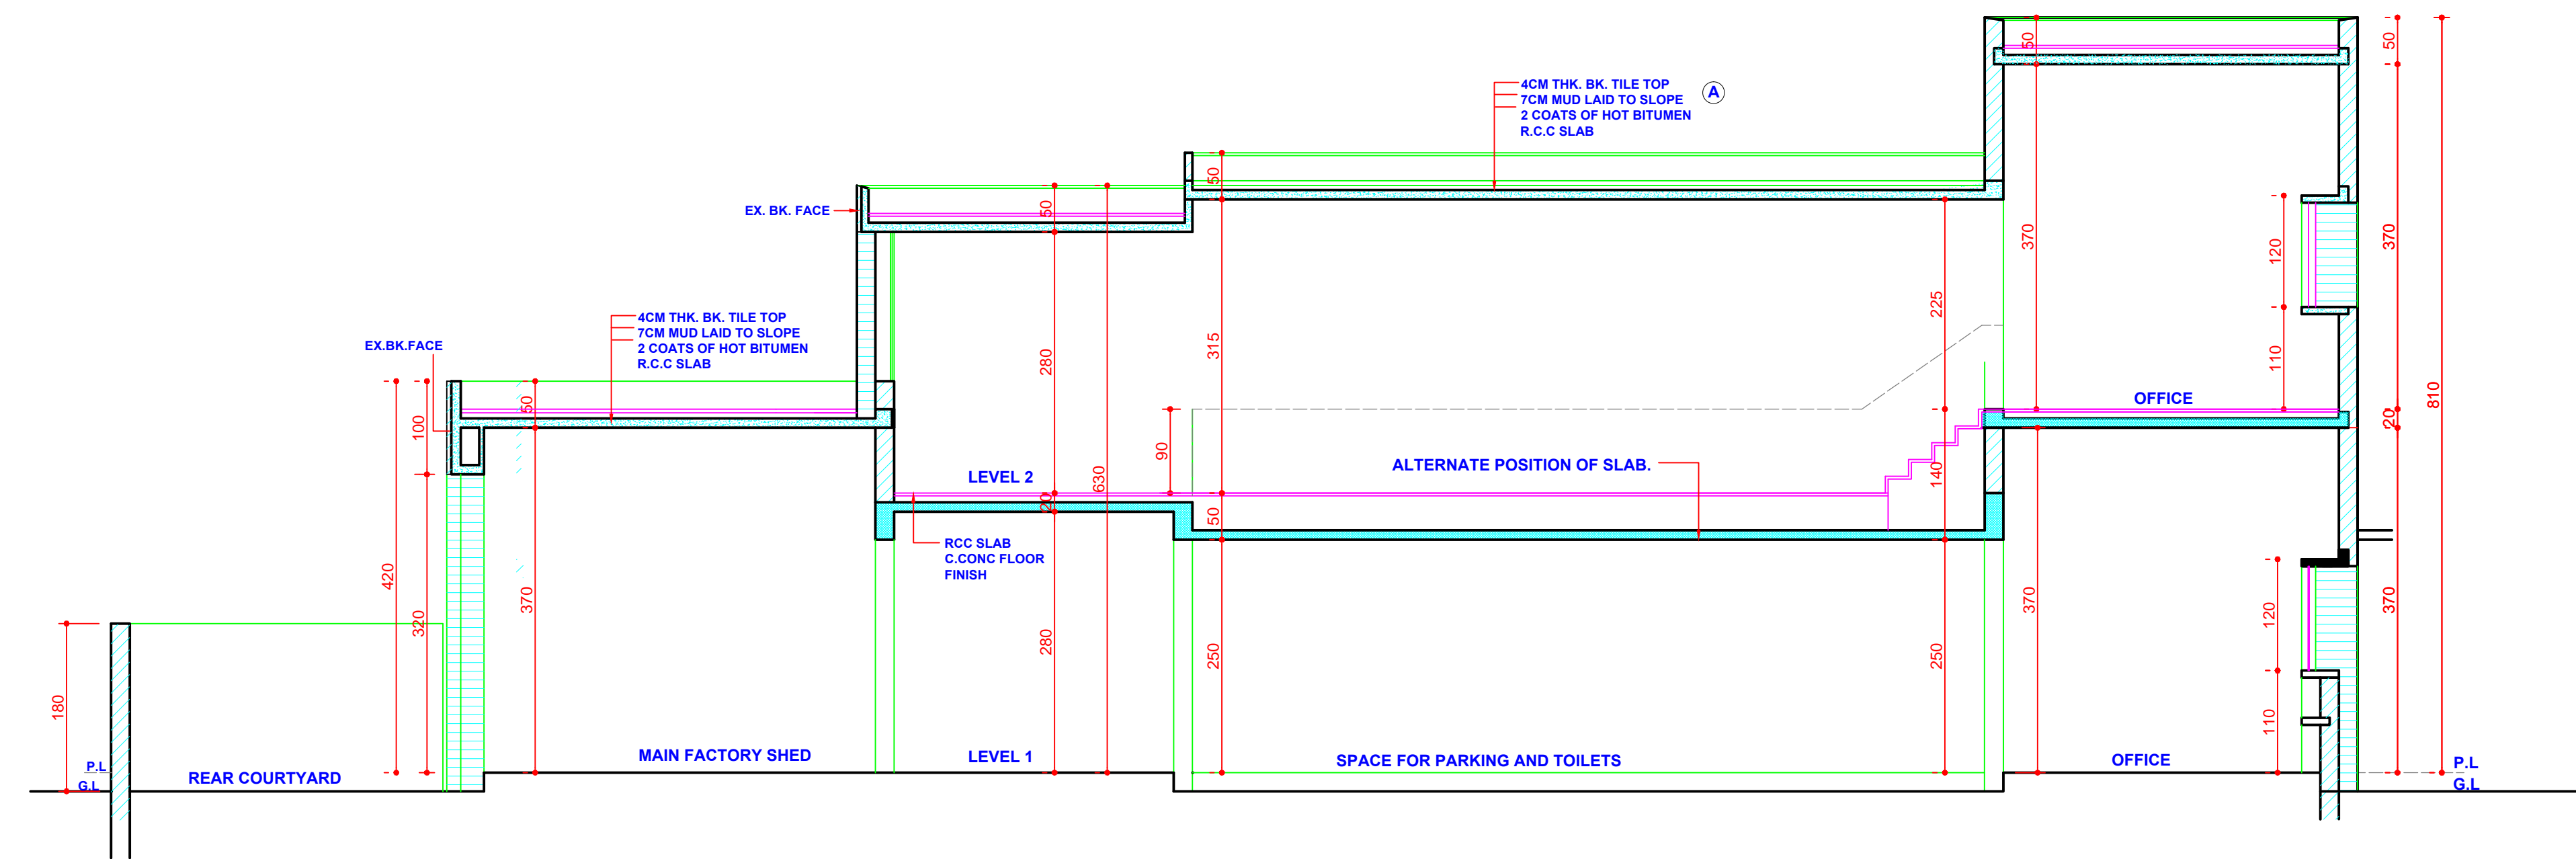 50
50
4CM THK. BK. TILE TOP
7CM MUD LAID TO SLOPE
2 COATS OF HOT BITUMEN
R.C.C SLAB
A
50
EX. BK. FACE
50
370
370
120
225
4CM THK. BK. TILE TOP
7CM MUD LAID TO SLOPE
2 COATS OF HOT BITUMEN
R.C.C SLAB
EX.BK.FACE
280
315
110
810
50
100
OFFICE
20
90
630
LEVEL 2
ALTERNATE POSITION OF SLAB.
140
20
50
RCC SLAB
C.CONC FLOOR
FINISH
420
320
370
280
250
250
370
120
370
180
110
MAIN FACTORY SHED
LEVEL 1
SPACE FOR PARKING AND TOILETS
OFFICE
P.L
G.L
REAR COURTYARD
P.L
G.L